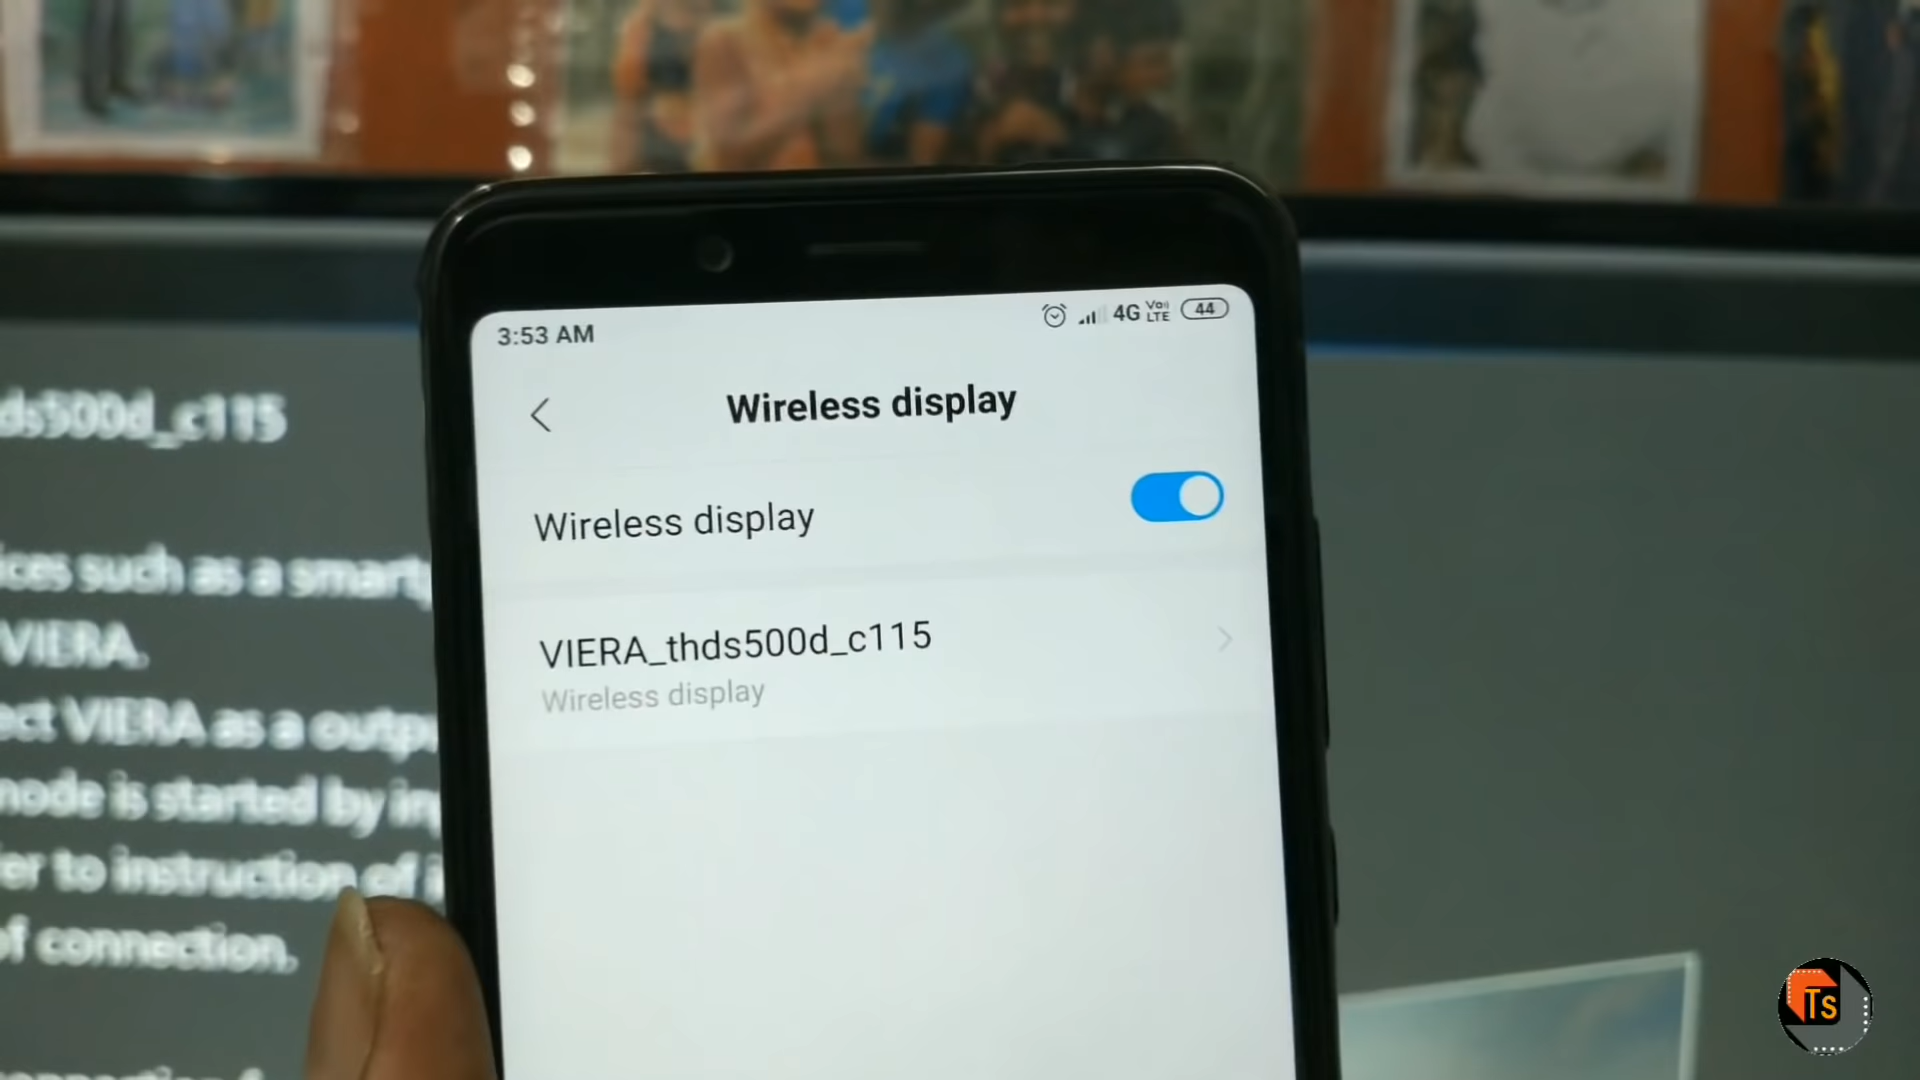 3:53 AM
4G VoLTE 44
Wireless display
Wireless display
VIERA_thds500d_c115
Wireless display
ds500d_c115
ices such as a smart
VIERA.
ect VIERA as a outp
mode is started by in
er to instruction of
of connection.
Ts